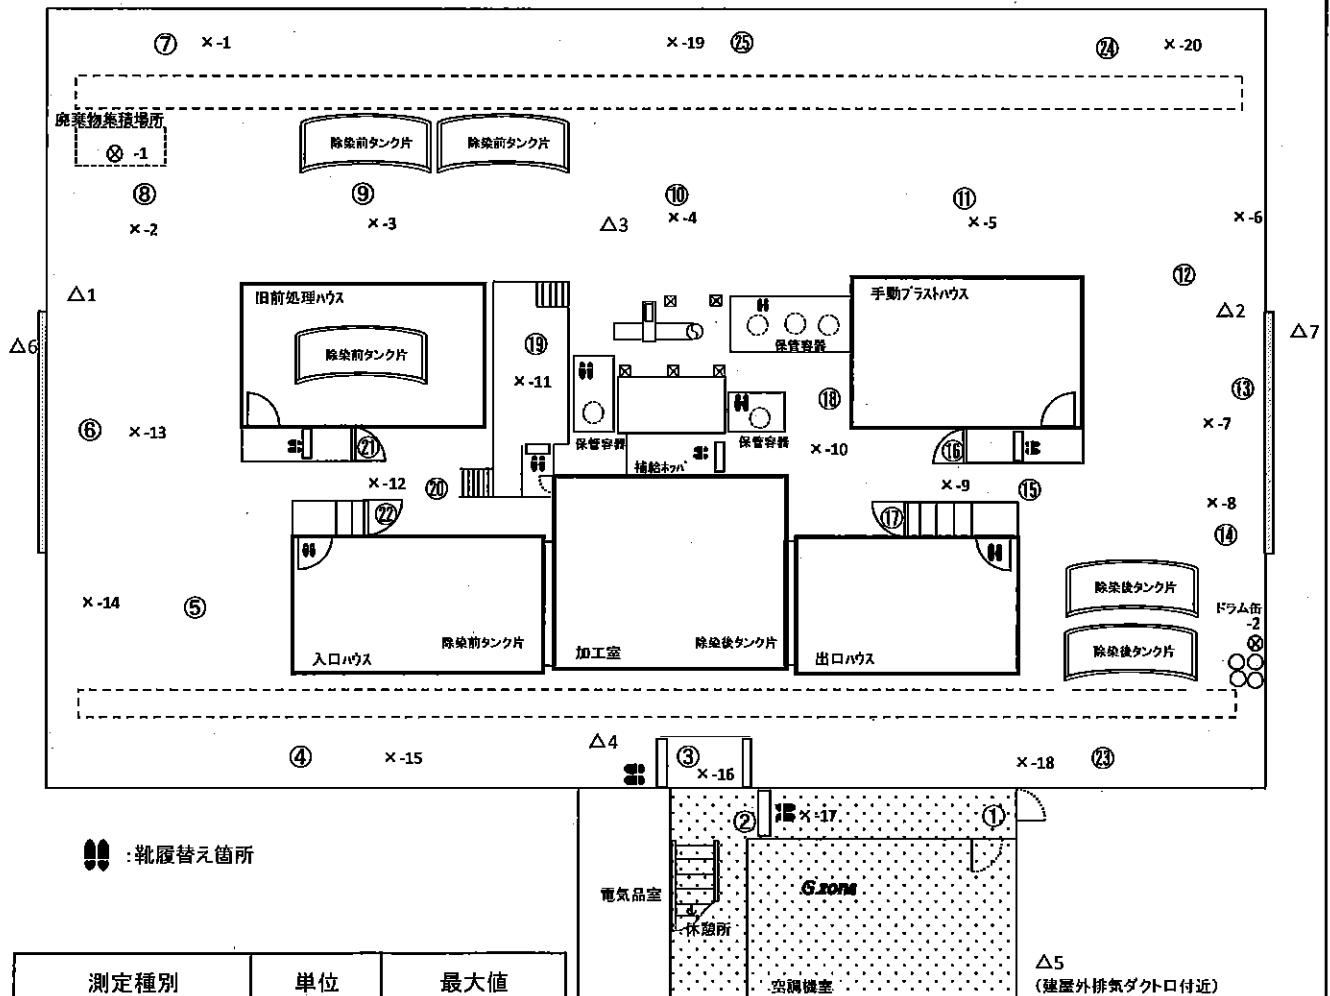 ⑦ ×-1 ×-19 ㉕ ㉔ ×-20
廃棄物集積場所
⊗ -1
除染前タンク片 除染前タンク片
⑧ ⑨ ⑩ ⑪
×-2 ×-3 △3 ×-4 ×-5 ×-6
⑫
△1 △2
旧前処理ハウス 手動ブラストハウス
△6 △7
除染前タンク片
⑲
保管容器
×-11
⑱ ⑬
⑥ ×-13 ×-7
㉑ 保管容器 保管容器 ×-10 ⑯
補給ホッパ
×-12 ⑳ ×-9 ⑮ ×-8
㉒ ⑰ ⑭
×-14 ⑤
除染後タンク片
ドラム缶
-2
⊗
除染前タンク片 除染後タンク片 除染後タンク片
入口ハウス 加工室 出口ハウス
④ ×-15 △4 ③ ×-16 ×-18 ㉓
② ×-17 ①
:靴履替え箇所
電気品室 G zone
休憩所
測定種別 単位 最大値
空調機室
△5
(建屋外排気ダクト口付近)